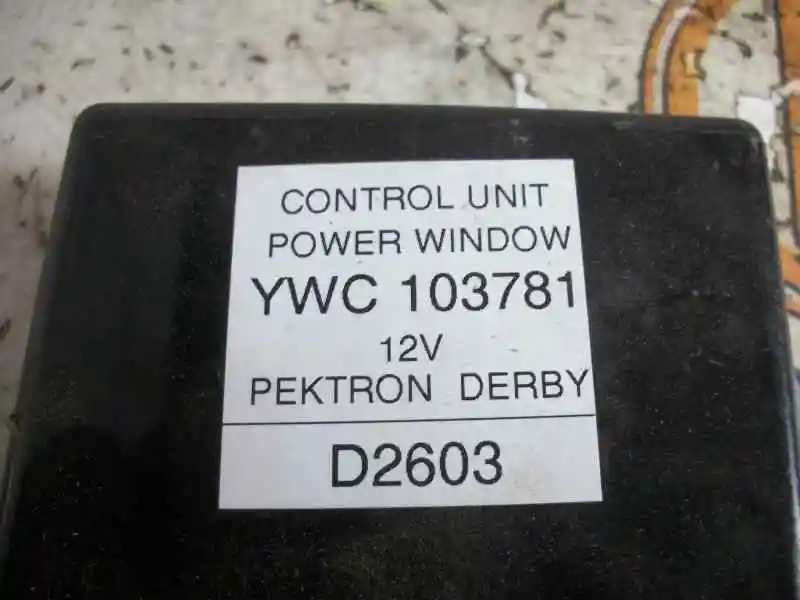 CONTROL UNIT
POWER WINDOW
YWC 103781
12V
PEKTRON DERBY
D2603